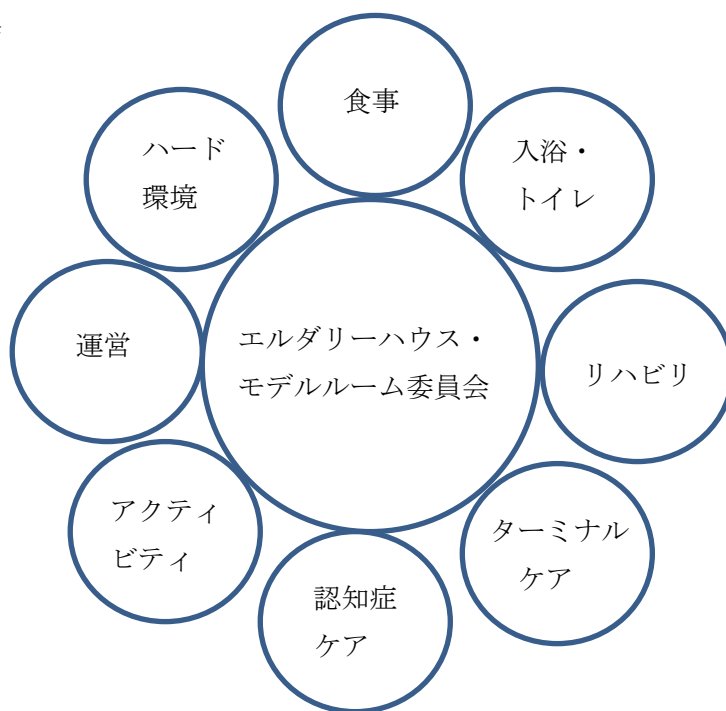 食事
ハード
環境
入浴・
トイレ
運営
エルダリーハウス・
モデルルーム委員会
リハビリ
アクティ
ビティ
ターミナル
ケア
認知症
ケア